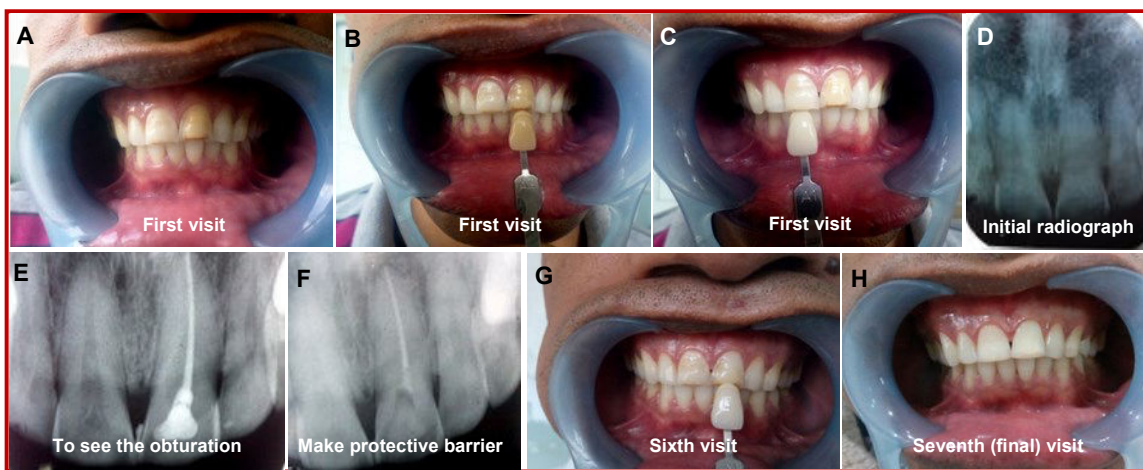 A
B
C
D
First visit
First visit
First visit
Initial radiograph
E
F
G
H
To see the obturation
Make protective barrier
Sixth visit
Seventh (final) visit